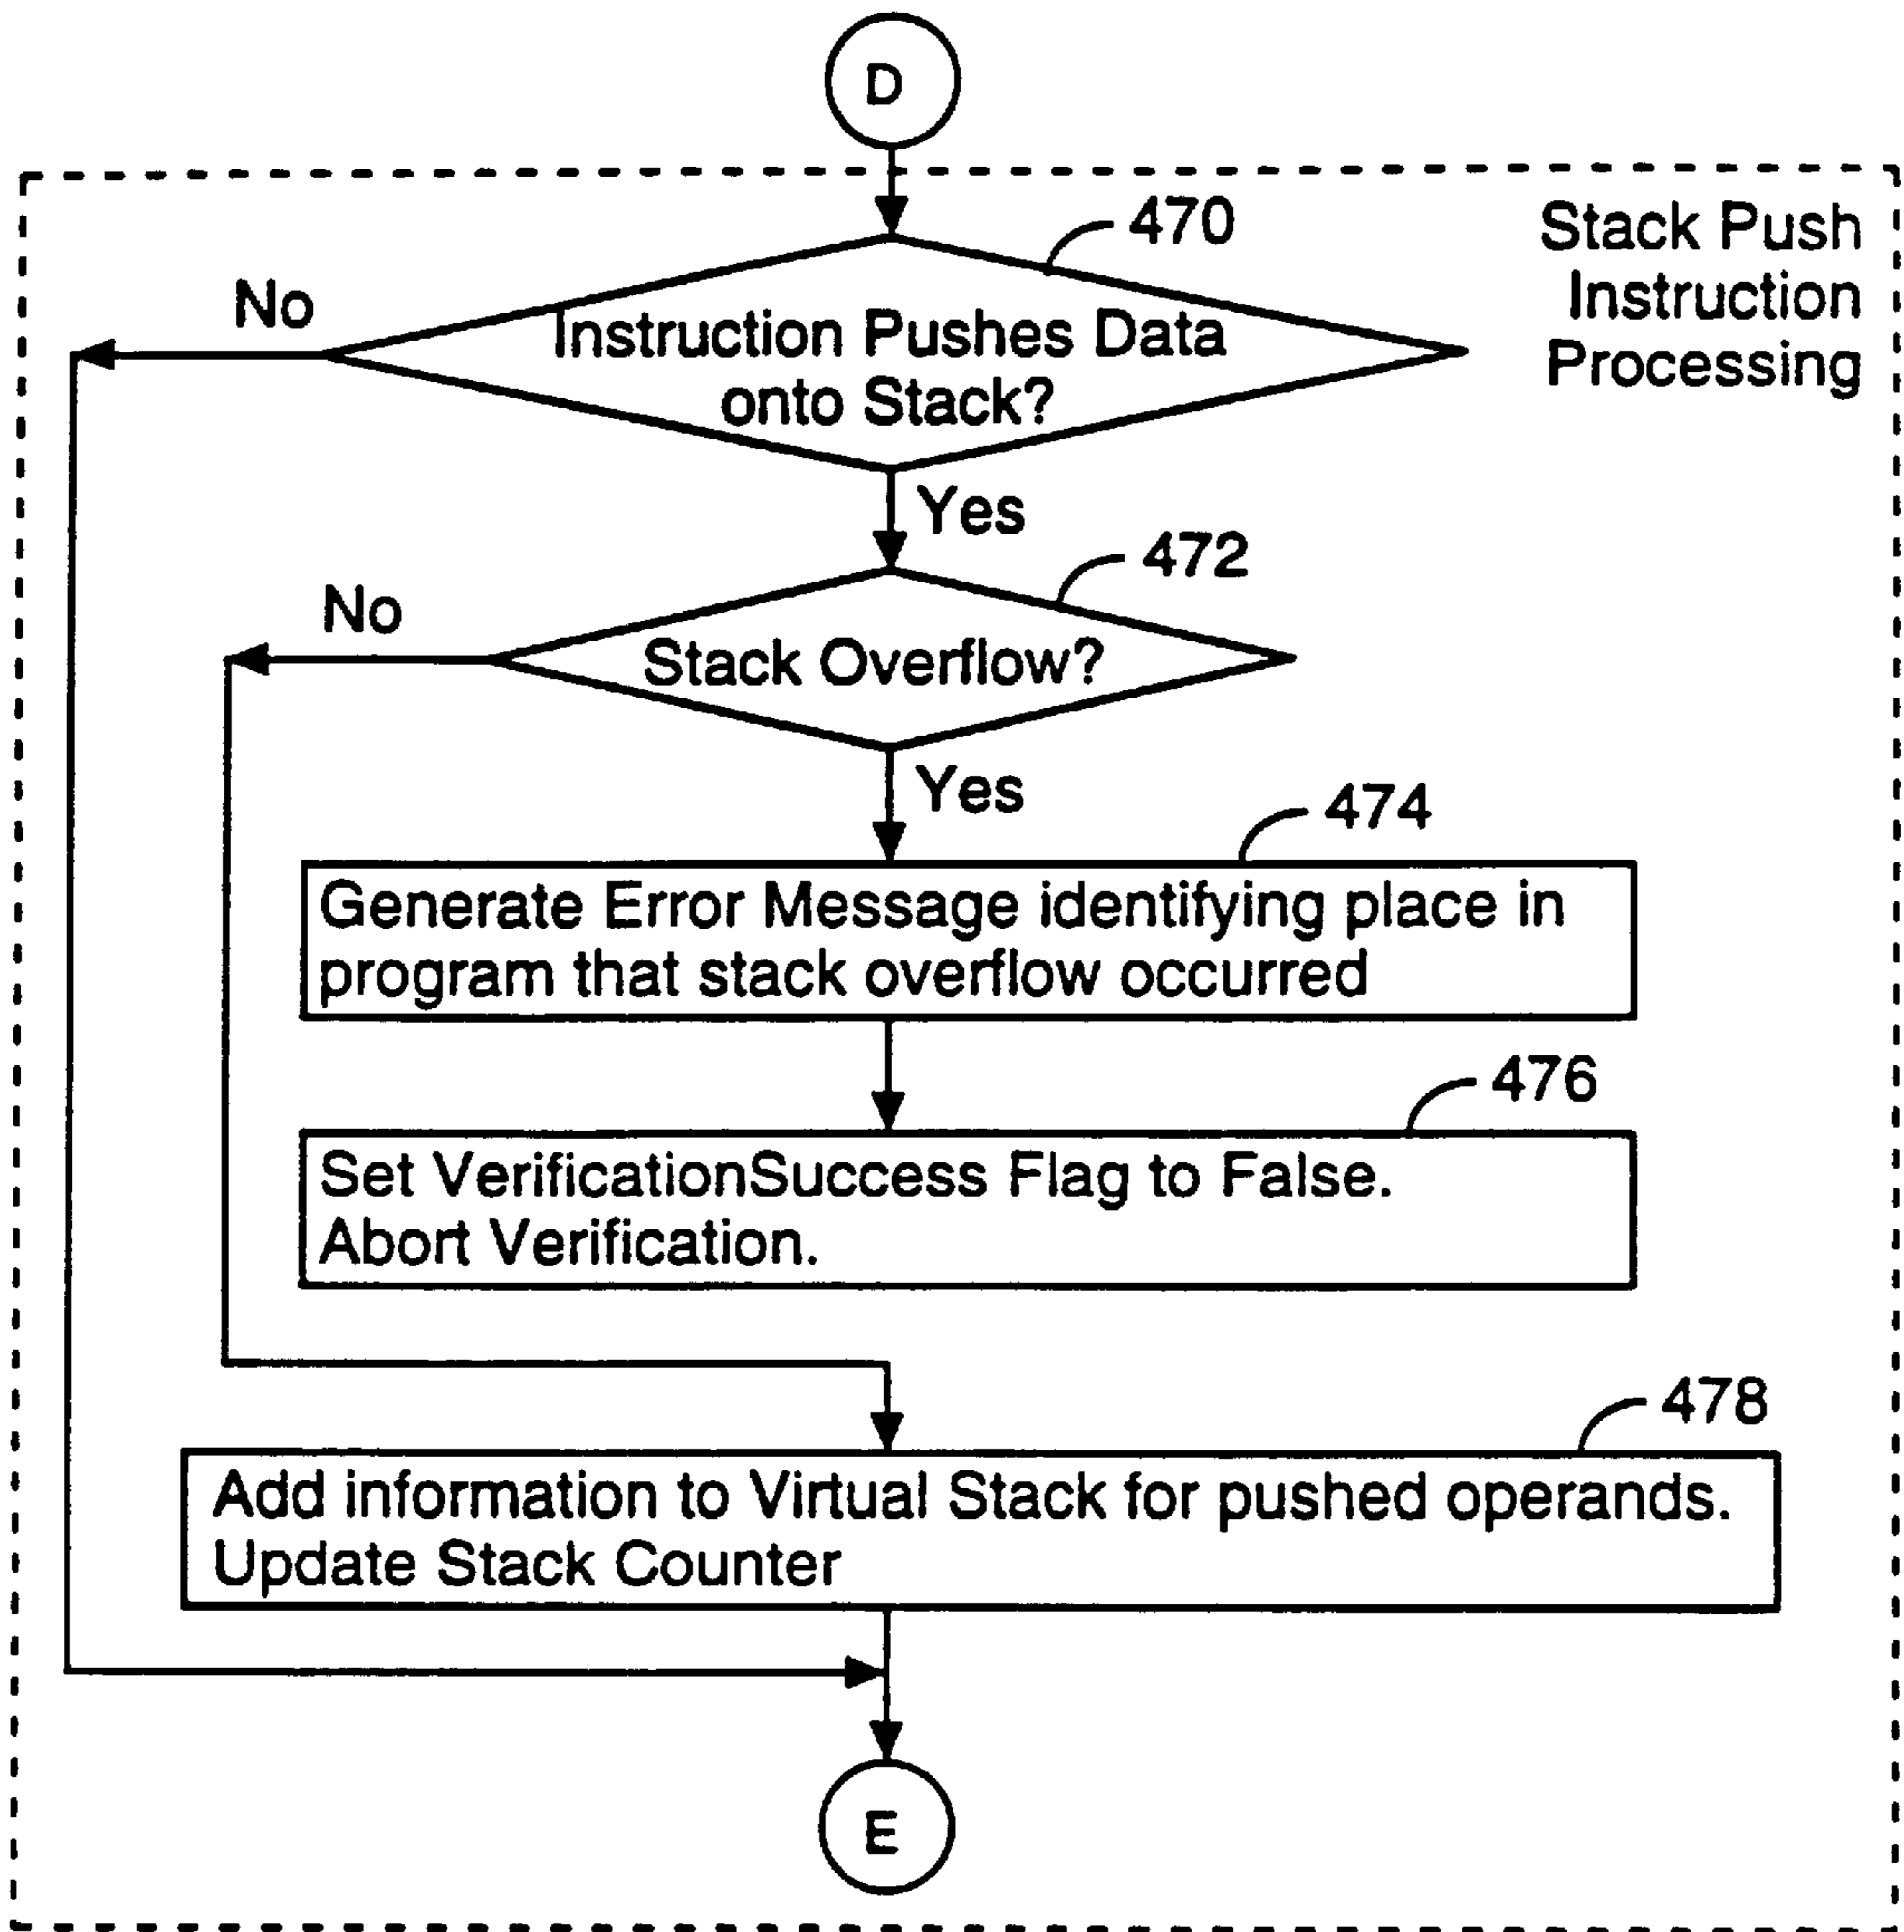 D
470
Stack Push
Instruction
Processing
No
Instruction Pushes Data
onto Stack?
Yes
472
No
Stack Overflow?
Yes
474
Generate Error Message identifying place in
program that stack overflow occurred
476
Set VerificationSuccess Flag to False.
Abort Verification.
478
Add information to Virtual Stack for pushed operands.
Update Stack Counter
E